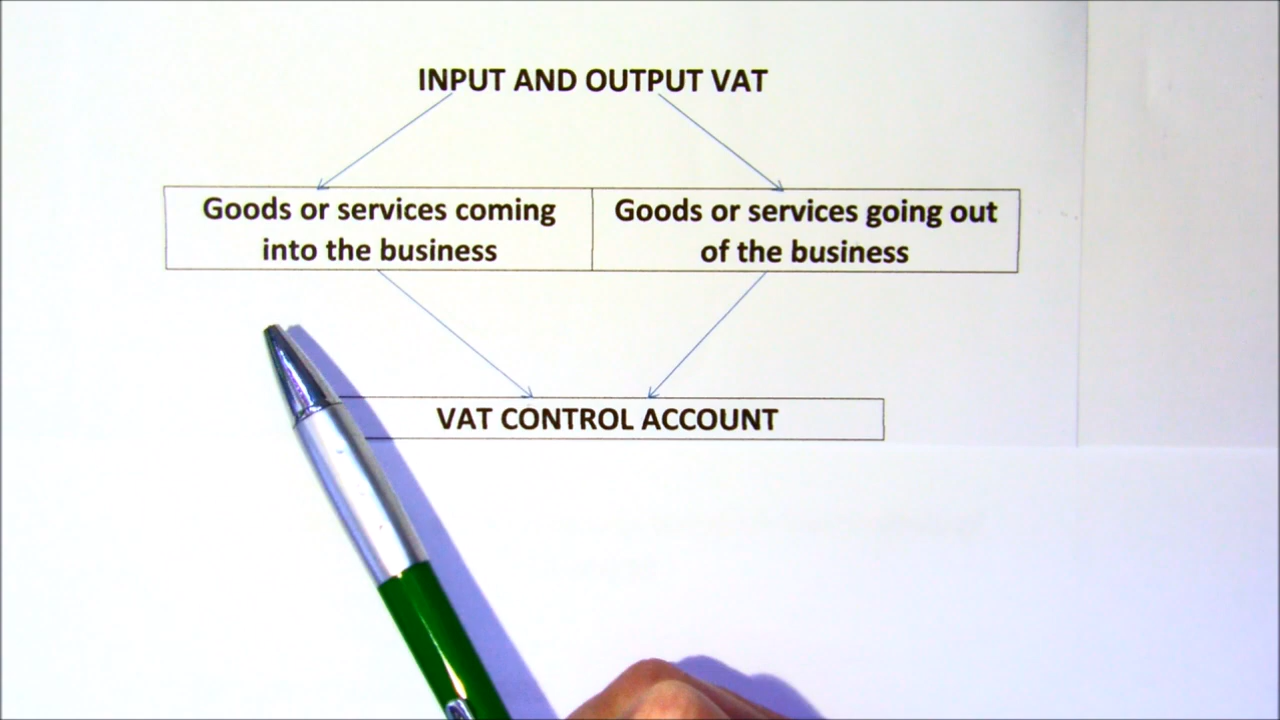 INPUT AND OUTPUT VAT
Goods or services coming
into the business
Goods or services going out
of the business
VAT CONTROL ACCOUNT